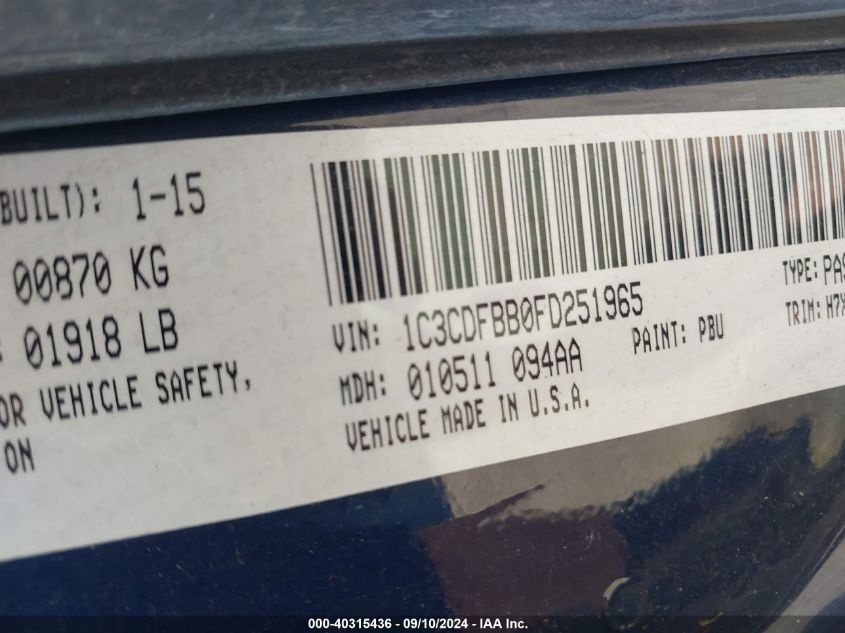 BUILT): 1-15
00870 KG
01918 LB
OR VEHICLE SAFETY,
ON
VIN: 1C3CDFBB0FD251965
MDH: 010511 094AA
VEHICLE MADE IN U.S.A.
PAINT: PBU
TYPE: PAS
TRIM: H7X
000-40315436 - 09/10/2024 - IAA Inc.